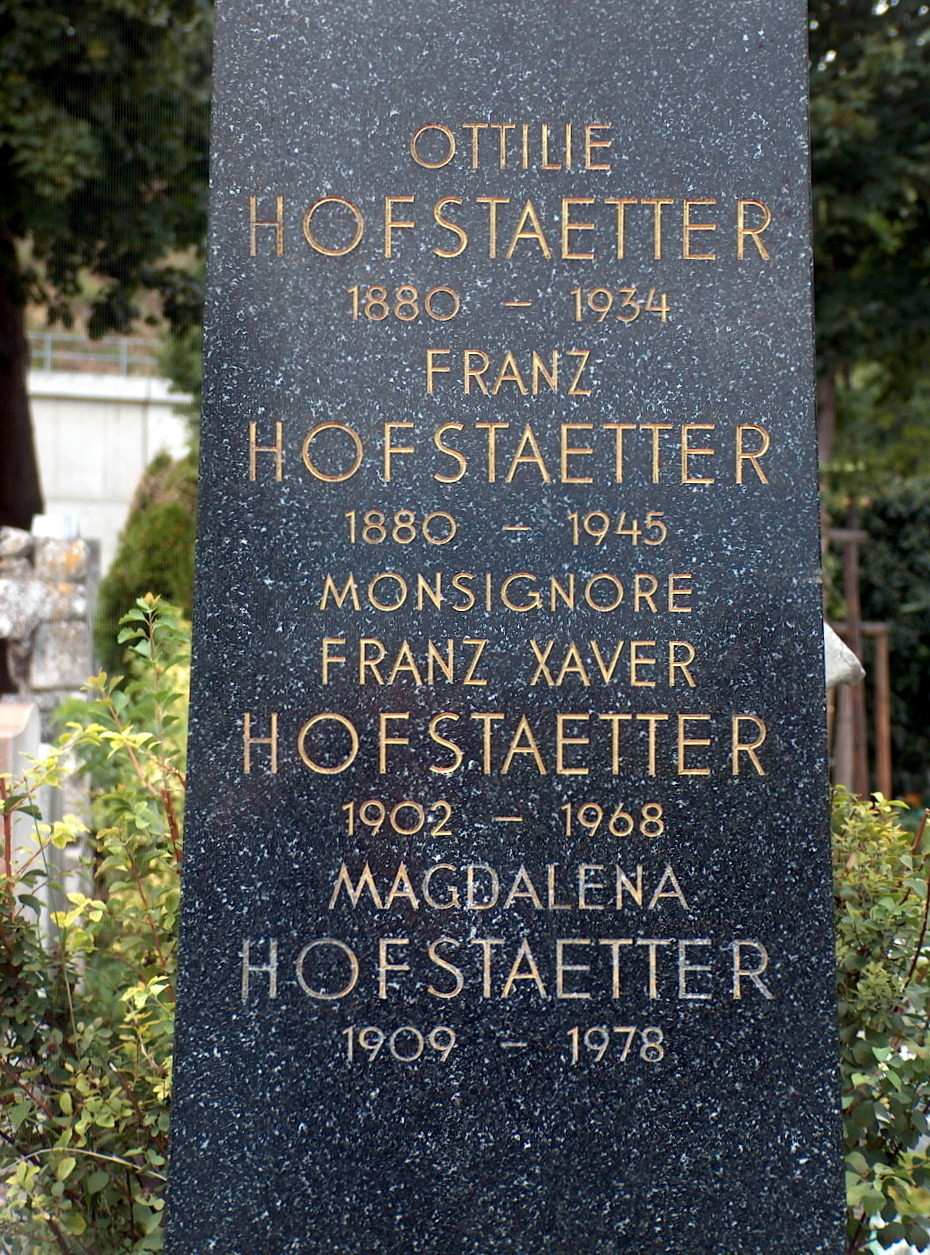 OTTILIE
HOFSTAETTER
1880 – 1934
FRANZ
HOFSTAETTER
1880 – 1945
MONSIGNORE
FRANZ XAVER
HOFSTAETTER
1902 – 1968
MAGDALENA
HOFSTAETTER
1909 – 1978